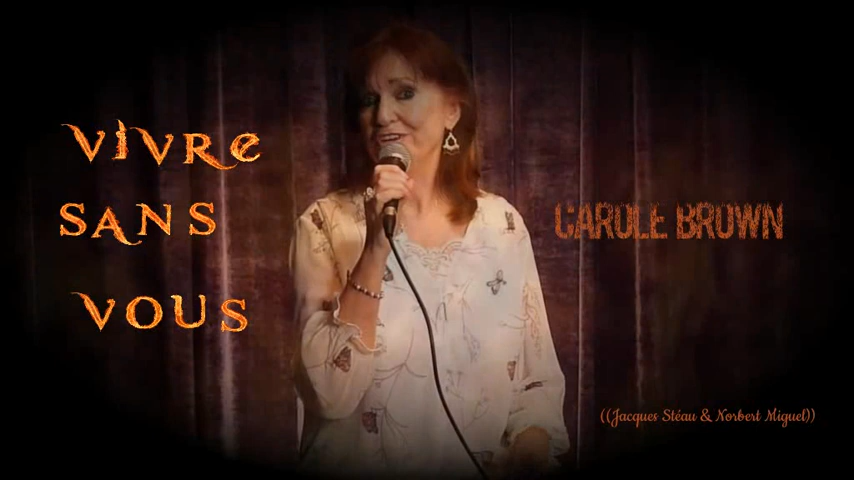 VIVRE
SANS
VOUS
CAROLE BROWN
((Jacques Stéau & Norbert Miguel))